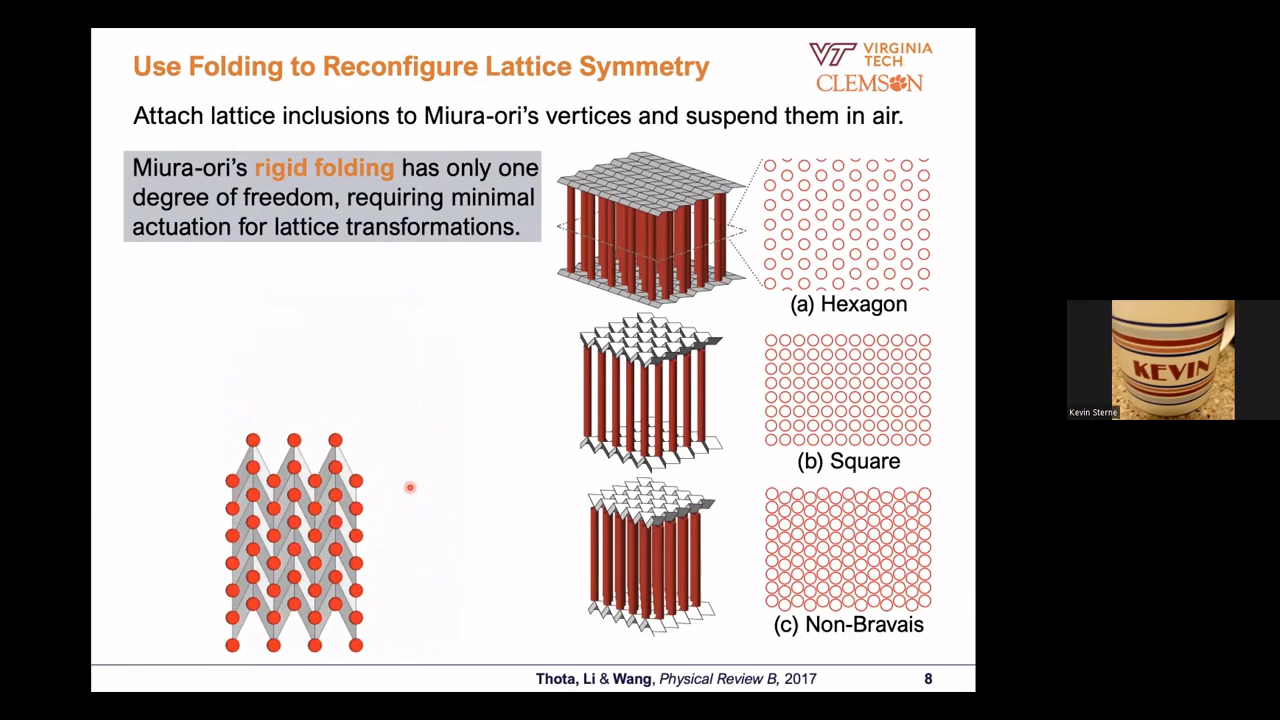 Use Folding to Reconfigure Lattice Symmetry
VT VIRGINIA
TECH
CLEMSON
Attach lattice inclusions to Miura-ori's vertices and suspend them in air.
Miura-ori's rigid folding has only one
degree of freedom, requiring minimal
actuation for lattice transformations.
(a) Hexagon
(b) Square
(c) Non-Bravais
Thota, Li & Wang, Physical Review B, 2017
8
KEVIN
Kevin Sterne